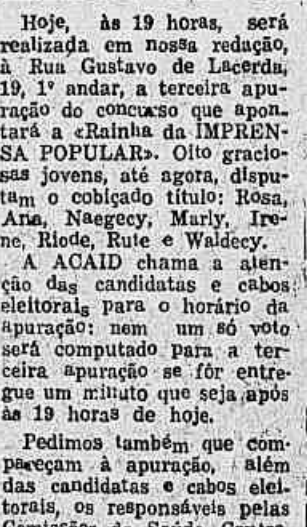 Hoje, às 19 horas, será
realizada em nossa redação,
à Rua Gustavo de Lacerda,
19, 1º andar, a terceira apu-
ração do concurso que apon-
tará a «Rainha da IMPREN-
SA POPULAR». Oito gracio-
sas jovens, até agora, dispu-
tam o cobiçado título: Rosa,
Ana, Naegecy, Marly, Ire-
ne, Riode, Rute e Waldecy.
A ACAID chama a aten-
ção das candidatas e cabos
eleitorais para o horário da
apuração: nem um só voto
será computado para a ter-
ceira apuração se fôr entre-
gue um minuto que seja após
às 19 horas de hoje.
Pedimos também que com-
pareçam à apuração, além
das candidatas e cabos elei-
torais, os responsáveis pelas